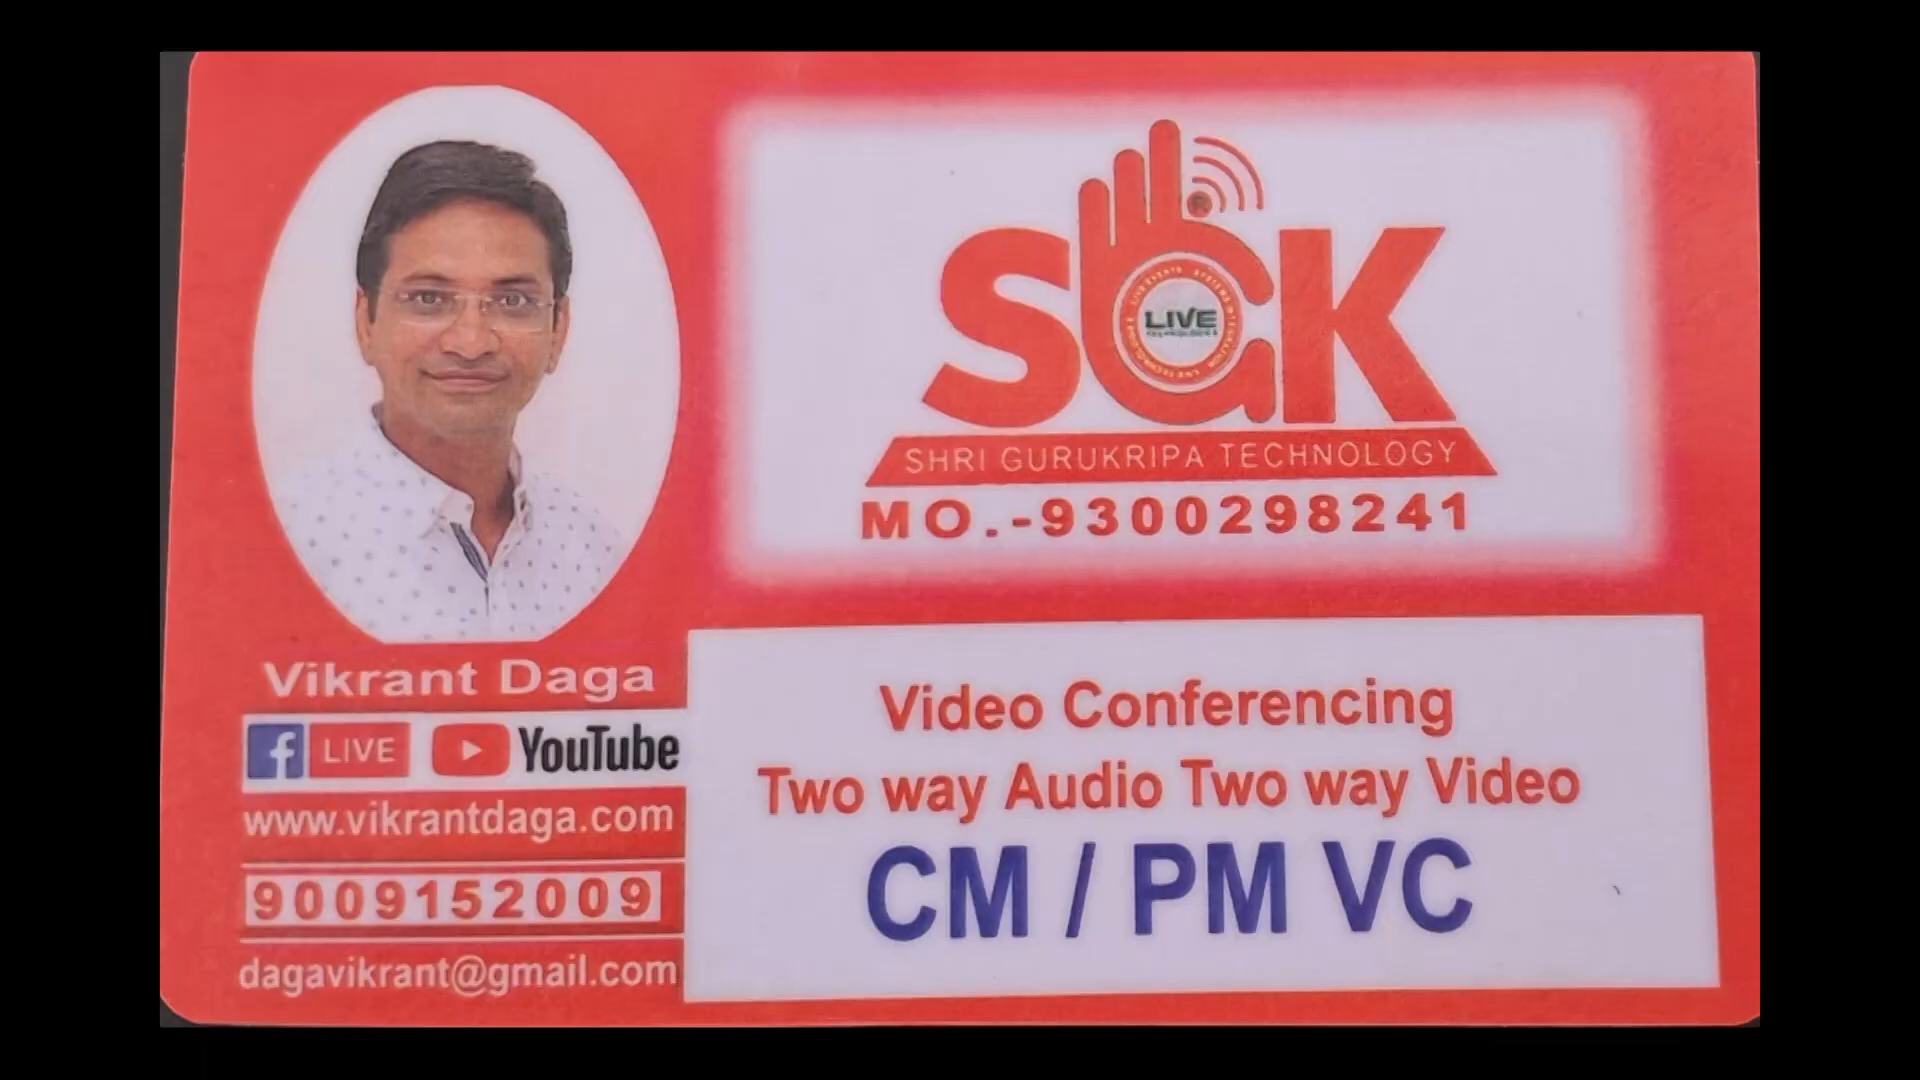 SGK
LIVE
SHRI GURUKRIPA TECHNOLOGY
MO.-9300298241
Vikrant Daga
f LIVE YouTube
www.vikrantdaga.com
9009152009
dagavikrant@gmail.com
Video Conferencing
Two way Audio Two way Video
CM / PM VC